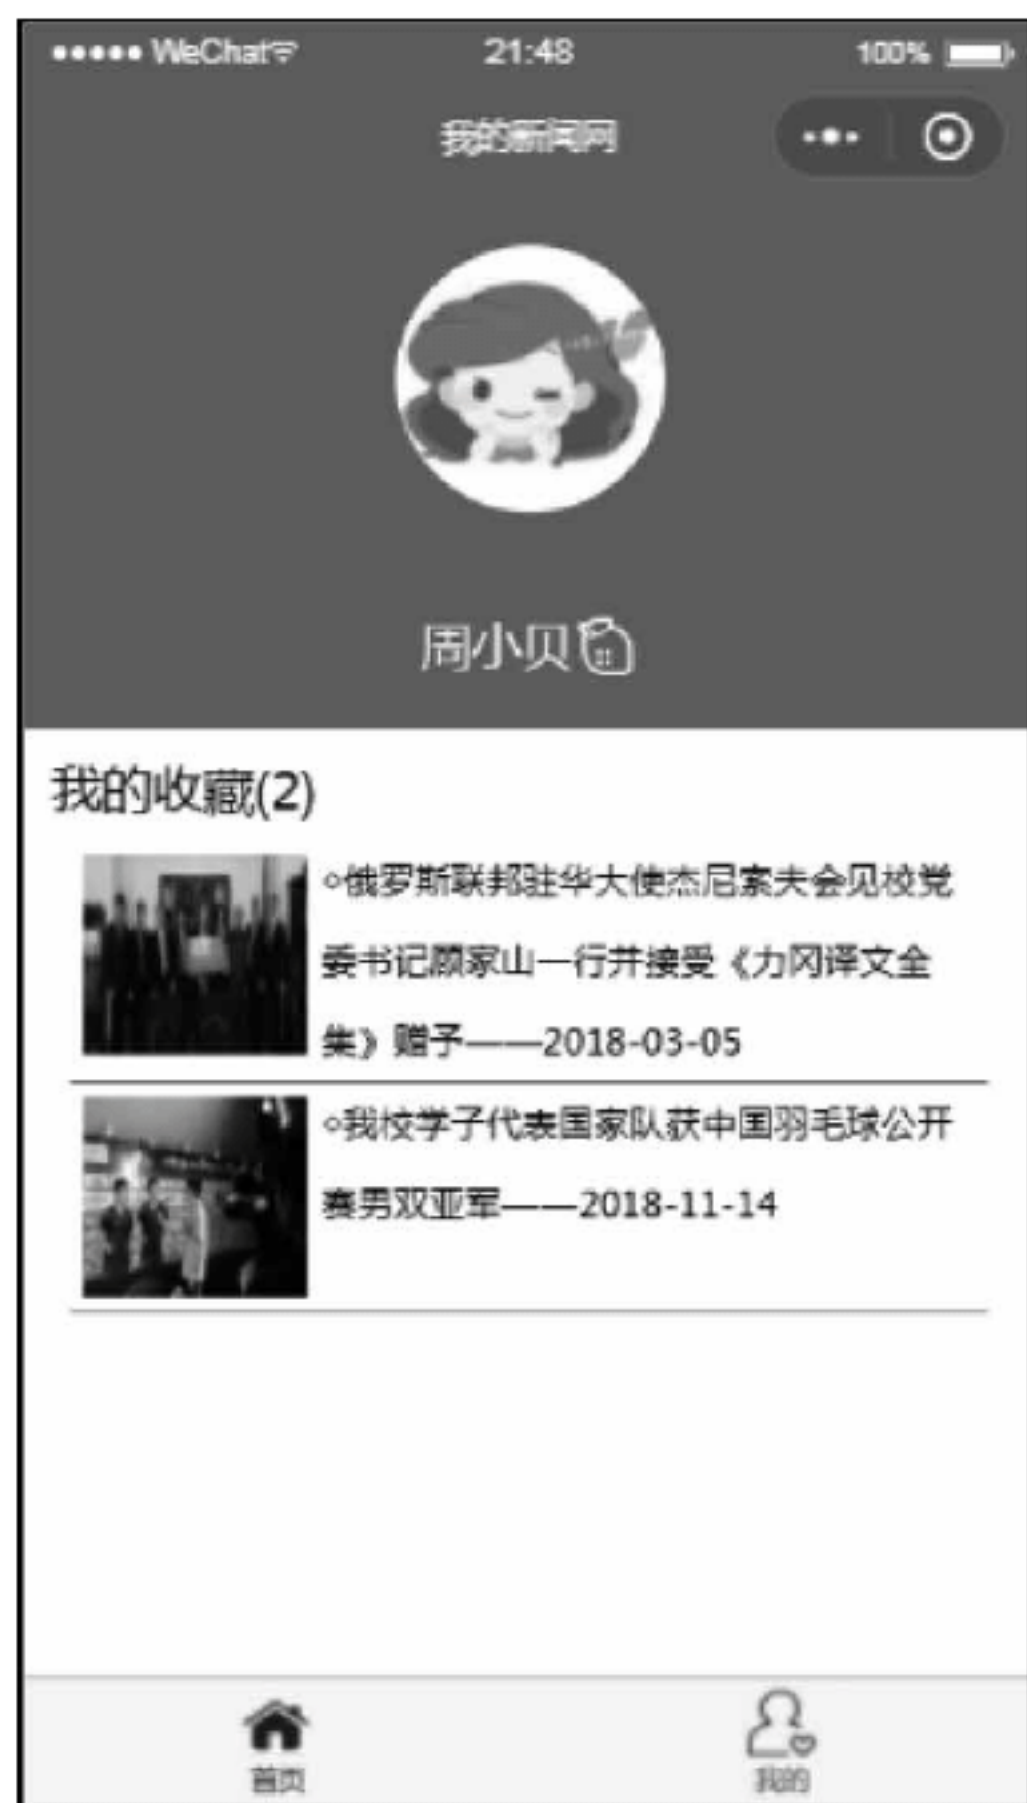 ●●●●● WeChat 21:48 100%
我的新闻网
周小贝
我的收藏(2)
○俄罗斯联邦驻华大使杰尼索夫会见校党
委书记顾家山一行并接受《力冈译文全
集》赠予——2018-03-05
○我校学子代表国家队获中国羽毛球公开
赛男双亚军——2018-11-14
首页 我的